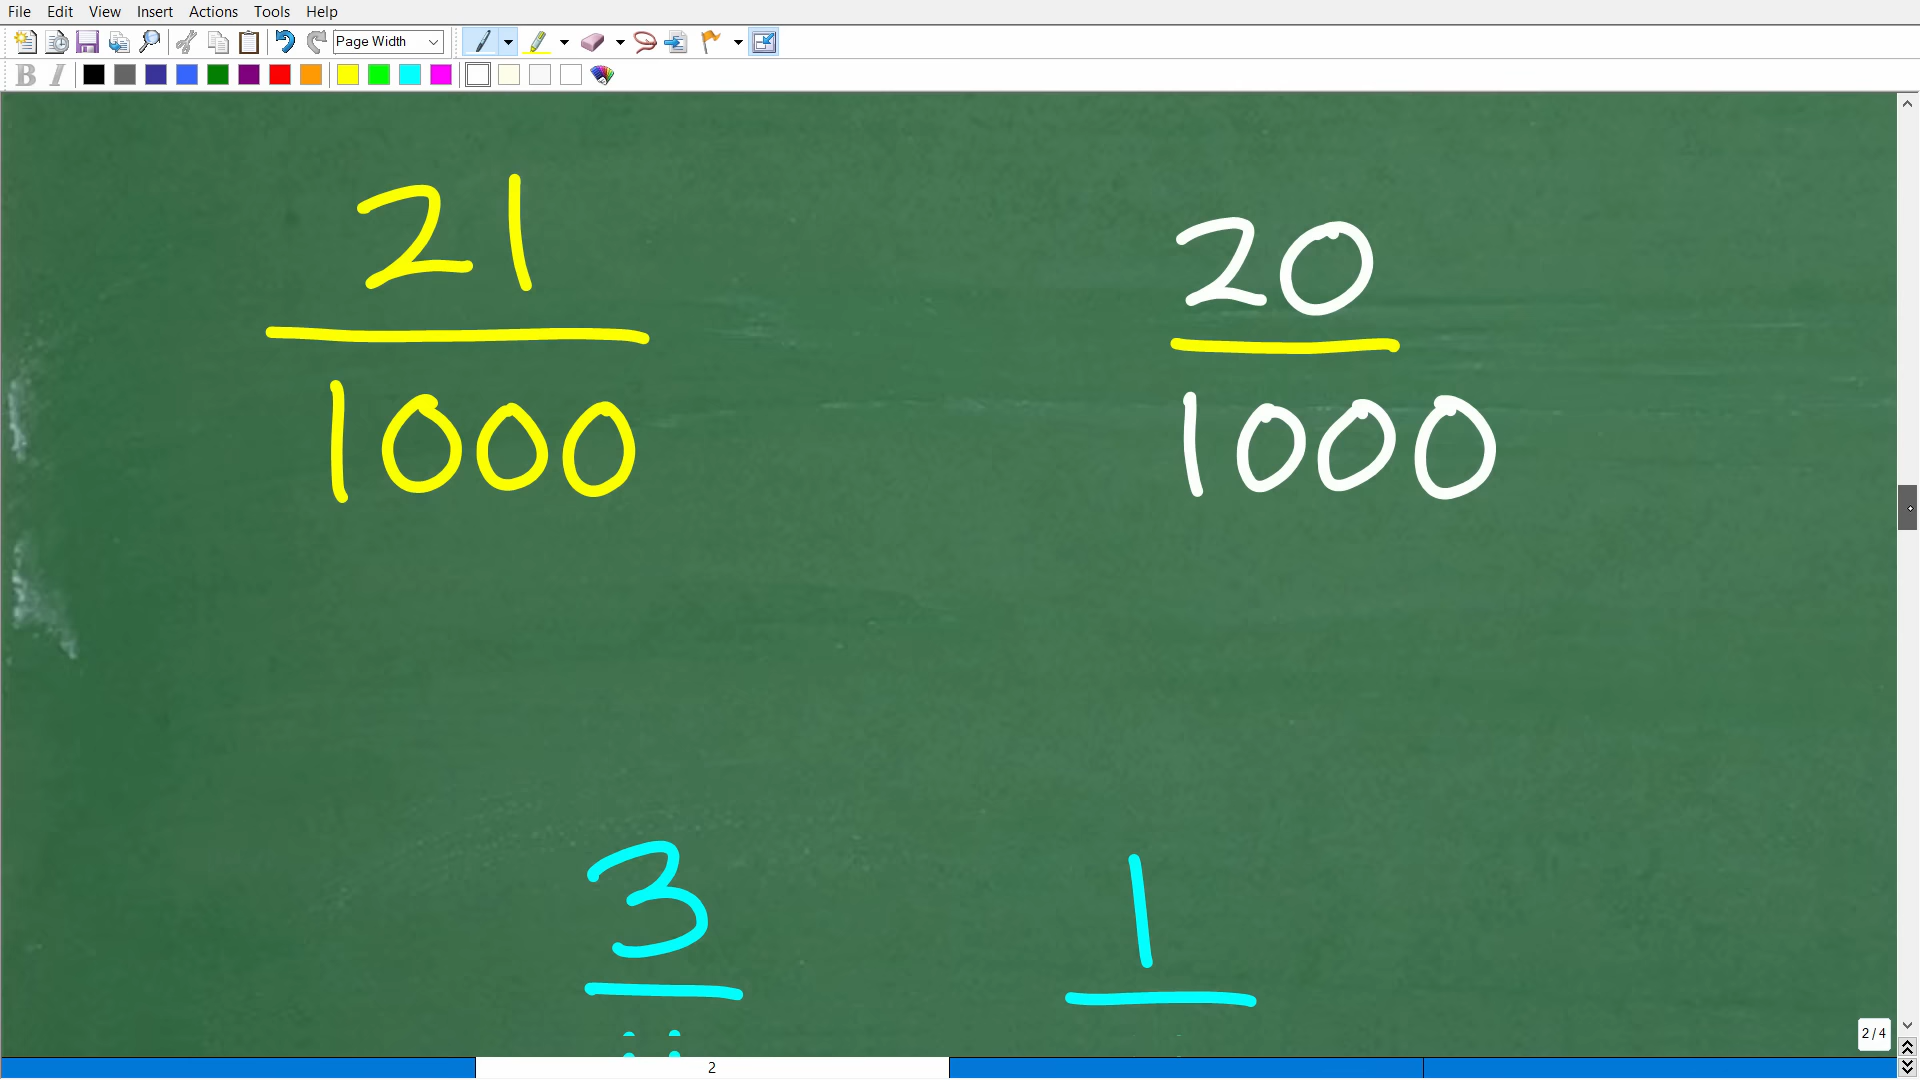 File Edit View Insert Actions Tools Help
Page Width
B I
21 20
1000 1000
3 1
2 / 4
2